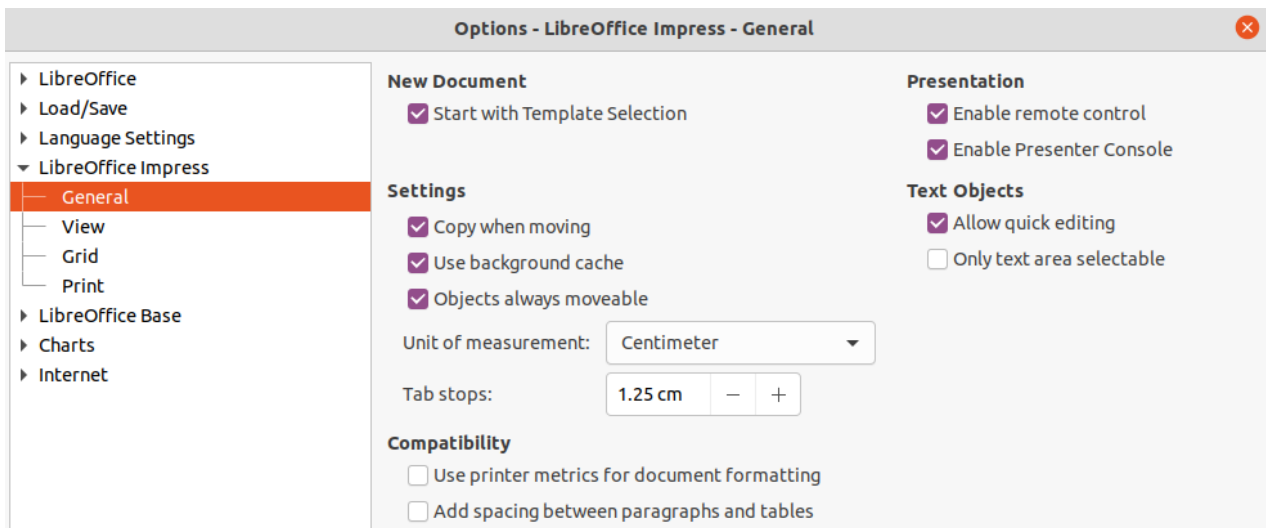 Options - LibreOffice Impress - General
LibreOffice
Load/Save
Language Settings
LibreOffice Impress
General
View
Grid
Print
LibreOffice Base
Charts
Internet
New Document
Start with Template Selection
Settings
Copy when moving
Use background cache
Objects always moveable
Unit of measurement: Centimeter
Tab stops: 1.25 cm
Compatibility
Use printer metrics for document formatting
Add spacing between paragraphs and tables
Presentation
Enable remote control
Enable Presenter Console
Text Objects
Allow quick editing
Only text area selectable